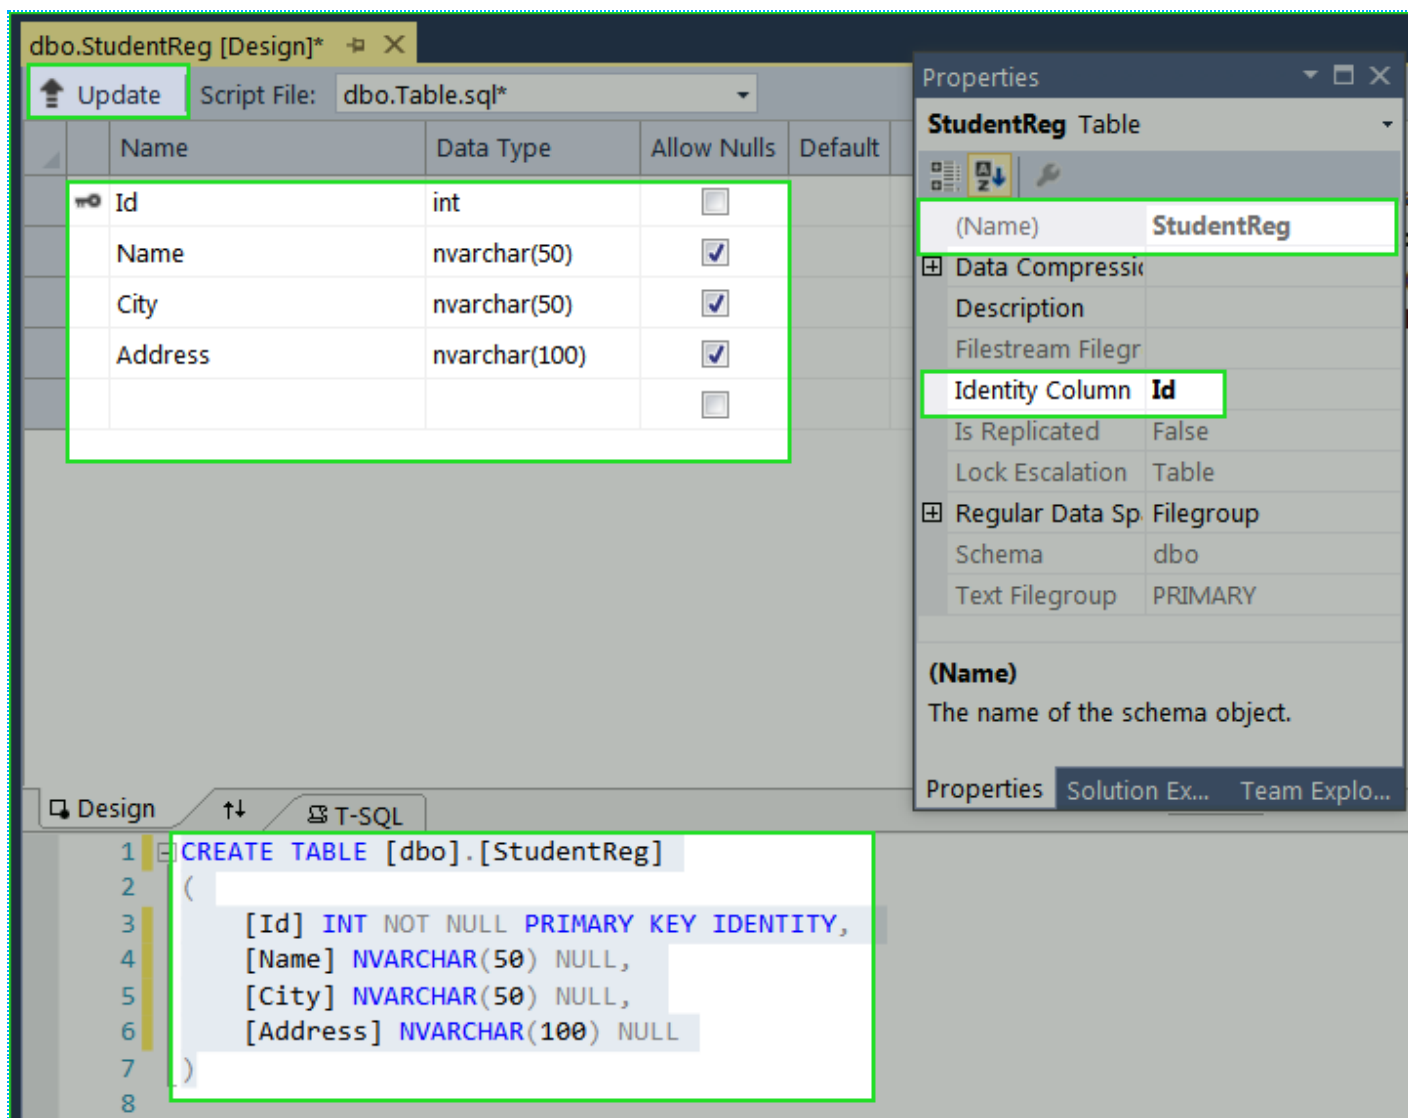 dbo.StudentReg [Design]*
Update Script File: dbo.Table.sql*
Name Data Type Allow Nulls Default
Id int
Name nvarchar(50)
City nvarchar(50)
Address nvarchar(100)
Properties
StudentReg Table
(Name) StudentReg
Data Compressi
Description
Filestream Filegr
Identity Column Id
Is Replicated False
Lock Escalation Table
Regular Data Sp Filegroup
Schema dbo
Text Filegroup PRIMARY
(Name)
The name of the schema object.
Properties Solution Ex... Team Explo...
Design T-SQL
1 CREATE TABLE [dbo].[StudentReg]
2 (
3 [Id] INT NOT NULL PRIMARY KEY IDENTITY,
4 [Name] NVARCHAR(50) NULL,
5 [City] NVARCHAR(50) NULL,
6 [Address] NVARCHAR(100) NULL
7 )
8